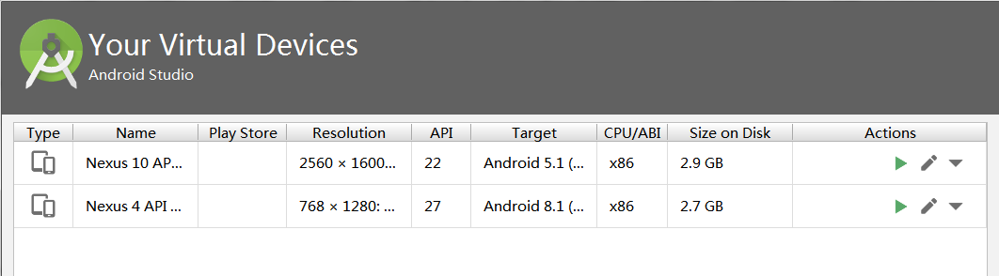 Your Virtual Devices
Android Studio
Type Name Play Store Resolution API Target CPU/ABI Size on Disk Actions
Nexus 10 AP... 2560 × 1600... 22 Android 5.1 (... x86 2.9 GB
Nexus 4 API ... 768 × 1280: ... 27 Android 8.1 (... x86 2.7 GB